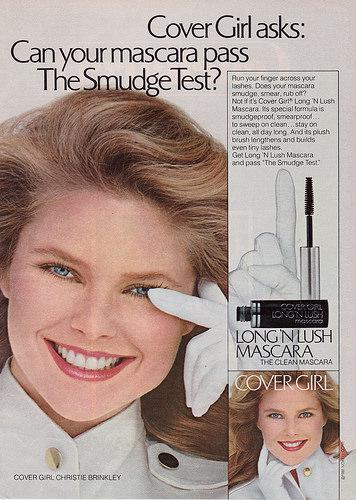 Cover Girl asks:
Can your mascara pass
The Smudge Test?
Run your finger across your
lashes. Does your mascara
smudge, smear, rub off?
Not if it's Cover Girl® Long 'N Lush
Mascara. Its special formula is
smudgeproof, smearproof...
to sweep on clean... stay on
clean, all day long. And its plush
brush lengthens and builds
even tiny lashes.
Get Long 'N Lush Mascara
and pass "The Smudge Test."
COVER GIRL
LONG 'N LUSH
mascara
LONG 'N LUSH
MASCARA
THE CLEAN MASCARA
COVER GIRL
COVER GIRL CHRISTIE BRINKLEY